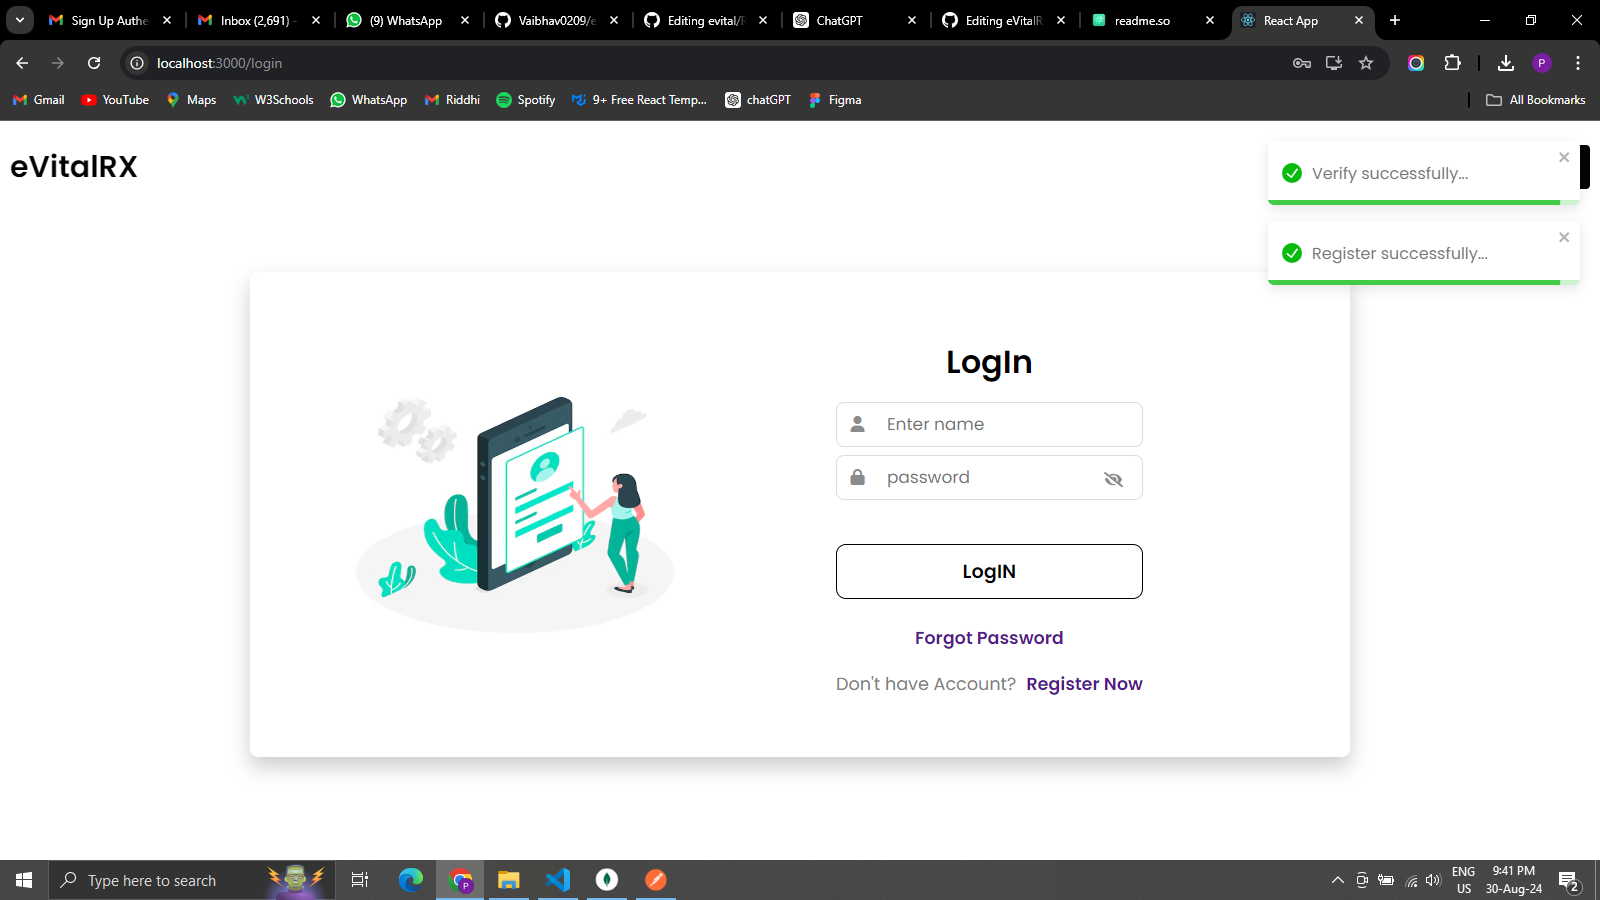 Sign Up Authe
Inbox (2,691) -
(9) WhatsApp
Vaibhav0209/e
Editing evital/R
ChatGPT
Editing eVitalR
readme.so
React App
localhost:3000/login
P
Gmail
YouTube
Maps
W3Schools
WhatsApp
Riddhi
Spotify
9+ Free React Temp...
chatGPT
Figma
All Bookmarks
eVitalRX
Verify successfully...
Register successfully...
LogIn
Enter name
password
LogIN
Forgot Password
Don't have Account? Register Now
Type here to search
P
ENG
US
9:41 PM
30-Aug-24
2